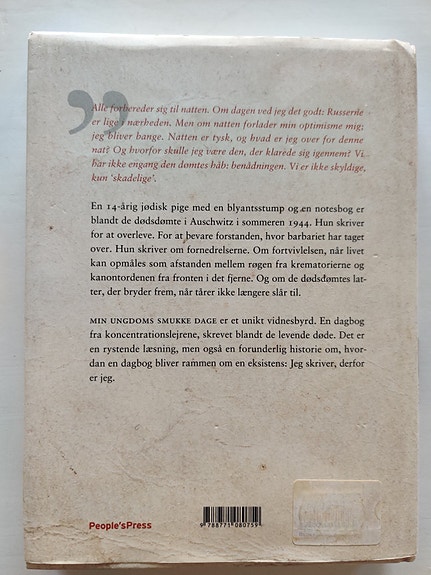 ”
Alle forbereder sig til natten. Om dagen ved jeg det godt: Russerne
er lige i nærheden. Men om natten forlader min optimisme mig;
jeg bliver bange. Natten er tysk, og hvad er jeg over for denne
nat? Og hvorfor skulle jeg være den, der klarede sig igennem? Vi
har ikke engang den dømtes håb: benådningen. Vi er ikke skyldige,
kun ‘skadelige’.
En 14-årig jødisk pige med en blyantsstump og en notesbog er
blandt de dødsdømte i Auschwitz i sommeren 1944. Hun skriver
for at overleve. For at bevare forstanden, hvor barbariet har taget
over. Hun skriver om fornedrelserne. Om fortvivlelsen, når livet
kan opmåles som afstanden mellem røgen fra krematorierne og
kanontordenen fra fronten i det fjerne. Og om de dødsdømtes lat-
ter, der bryder frem, når tårer ikke længere slår til.
MIN UNGDOMS SMUKKE DAGE er et unikt vidnesbyrd. En dagbog
fra koncentrationslejrene, skrevet blandt de levende døde. Det er
en rystende læsning, men også en forunderlig historie om, hvor-
dan en dagbog bliver rammen om en eksistens: Jeg skriver, derfor
er jeg.
People'sPress
9 788771 080759